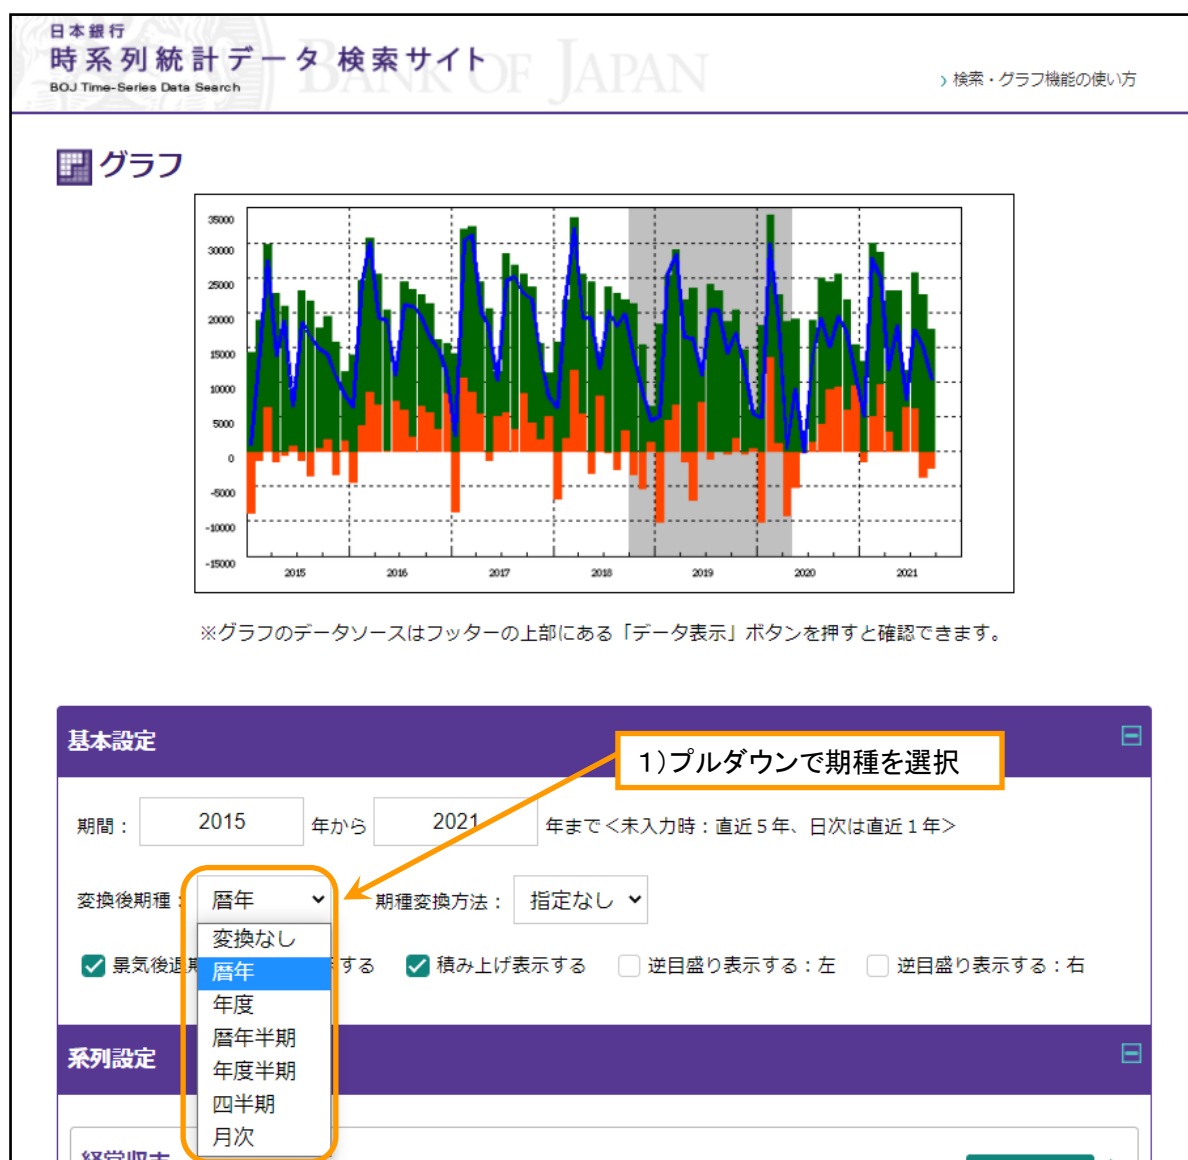 日本銀行
時系列統計データ 検索サイト
BOJ Time-Series Data Search
BANK OF JAPAN
検索・グラフ機能の使い方
グラフ
35000
30000
25000
20000
15000
10000
5000
0
-5000
-10000
-15000
2015 2016 2017 2018 2019 2020 2021
※グラフのデータソースはフッターの上部にある「データ表示」ボタンを押すと確認できます。
基本設定
1)プルダウンで期種を選択
期間： 2015 年から 2021 年まで＜未入力時：直近５年、日次は直近１年＞
変換後期種： 暦年 期種変換方法： 指定なし
変換なし
景気後退 する 積み上げ表示する 逆目盛り表示する：左 逆目盛り表示する：右
暦年
年度
暦年半期
系列設定
年度半期
四半期
月次